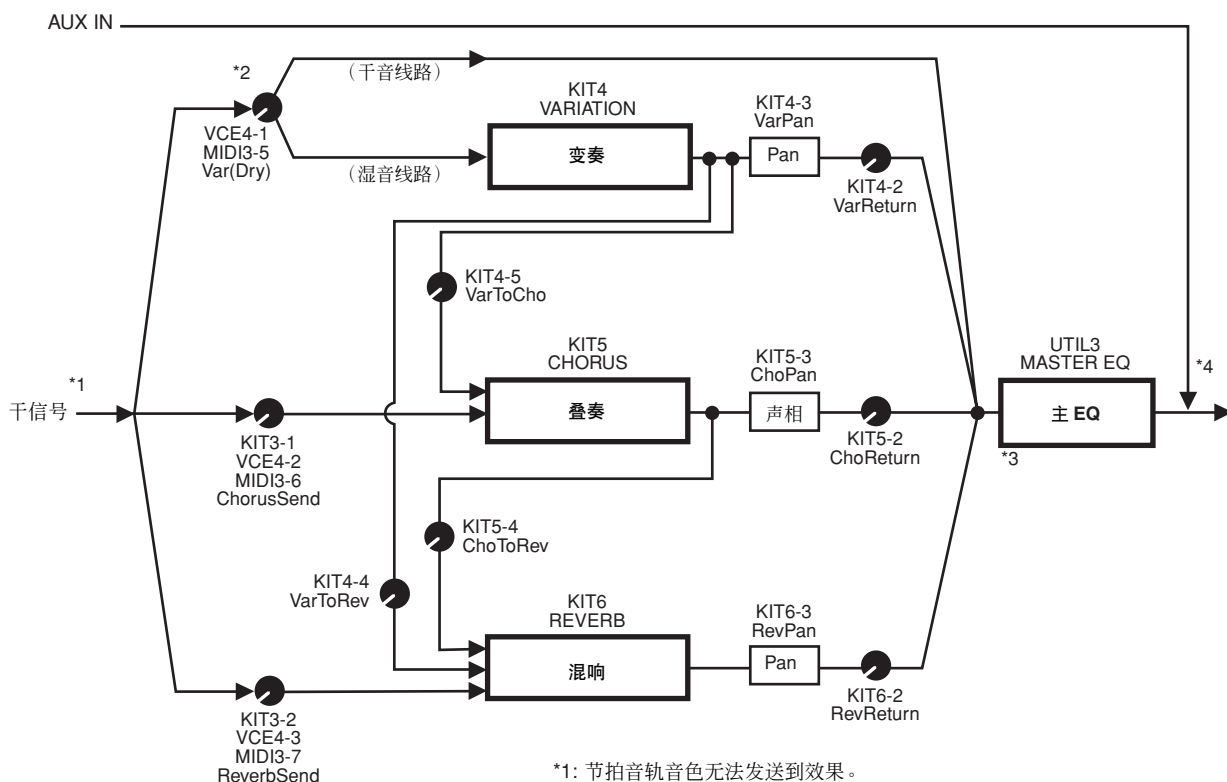 AUX IN
*2
（干音线路）
KIT4
VARIATION
KIT4-3
VarPan
VCE4-1
MIDI3-5
Var(Dry)
（湿音线路）
变奏
Pan
KIT4-2
VarReturn
KIT4-5
VarToCho
KIT5
CHORUS
KIT5-3
ChoPan
UTIL3
MASTER EQ
*4
*1
干信号
叠奏
声相
主 EQ
KIT3-1
VCE4-2
MIDI3-6
ChorusSend
KIT5-2
ChoReturn
*3
KIT5-4
ChoToRev
KIT4-4
VarToRev
KIT6
REVERB
KIT6-3
RevPan
混响
Pan
KIT3-2
VCE4-3
MIDI3-7
ReverbSend
KIT6-2
RevReturn
*1: 节拍音轨音色无法发送到效果。